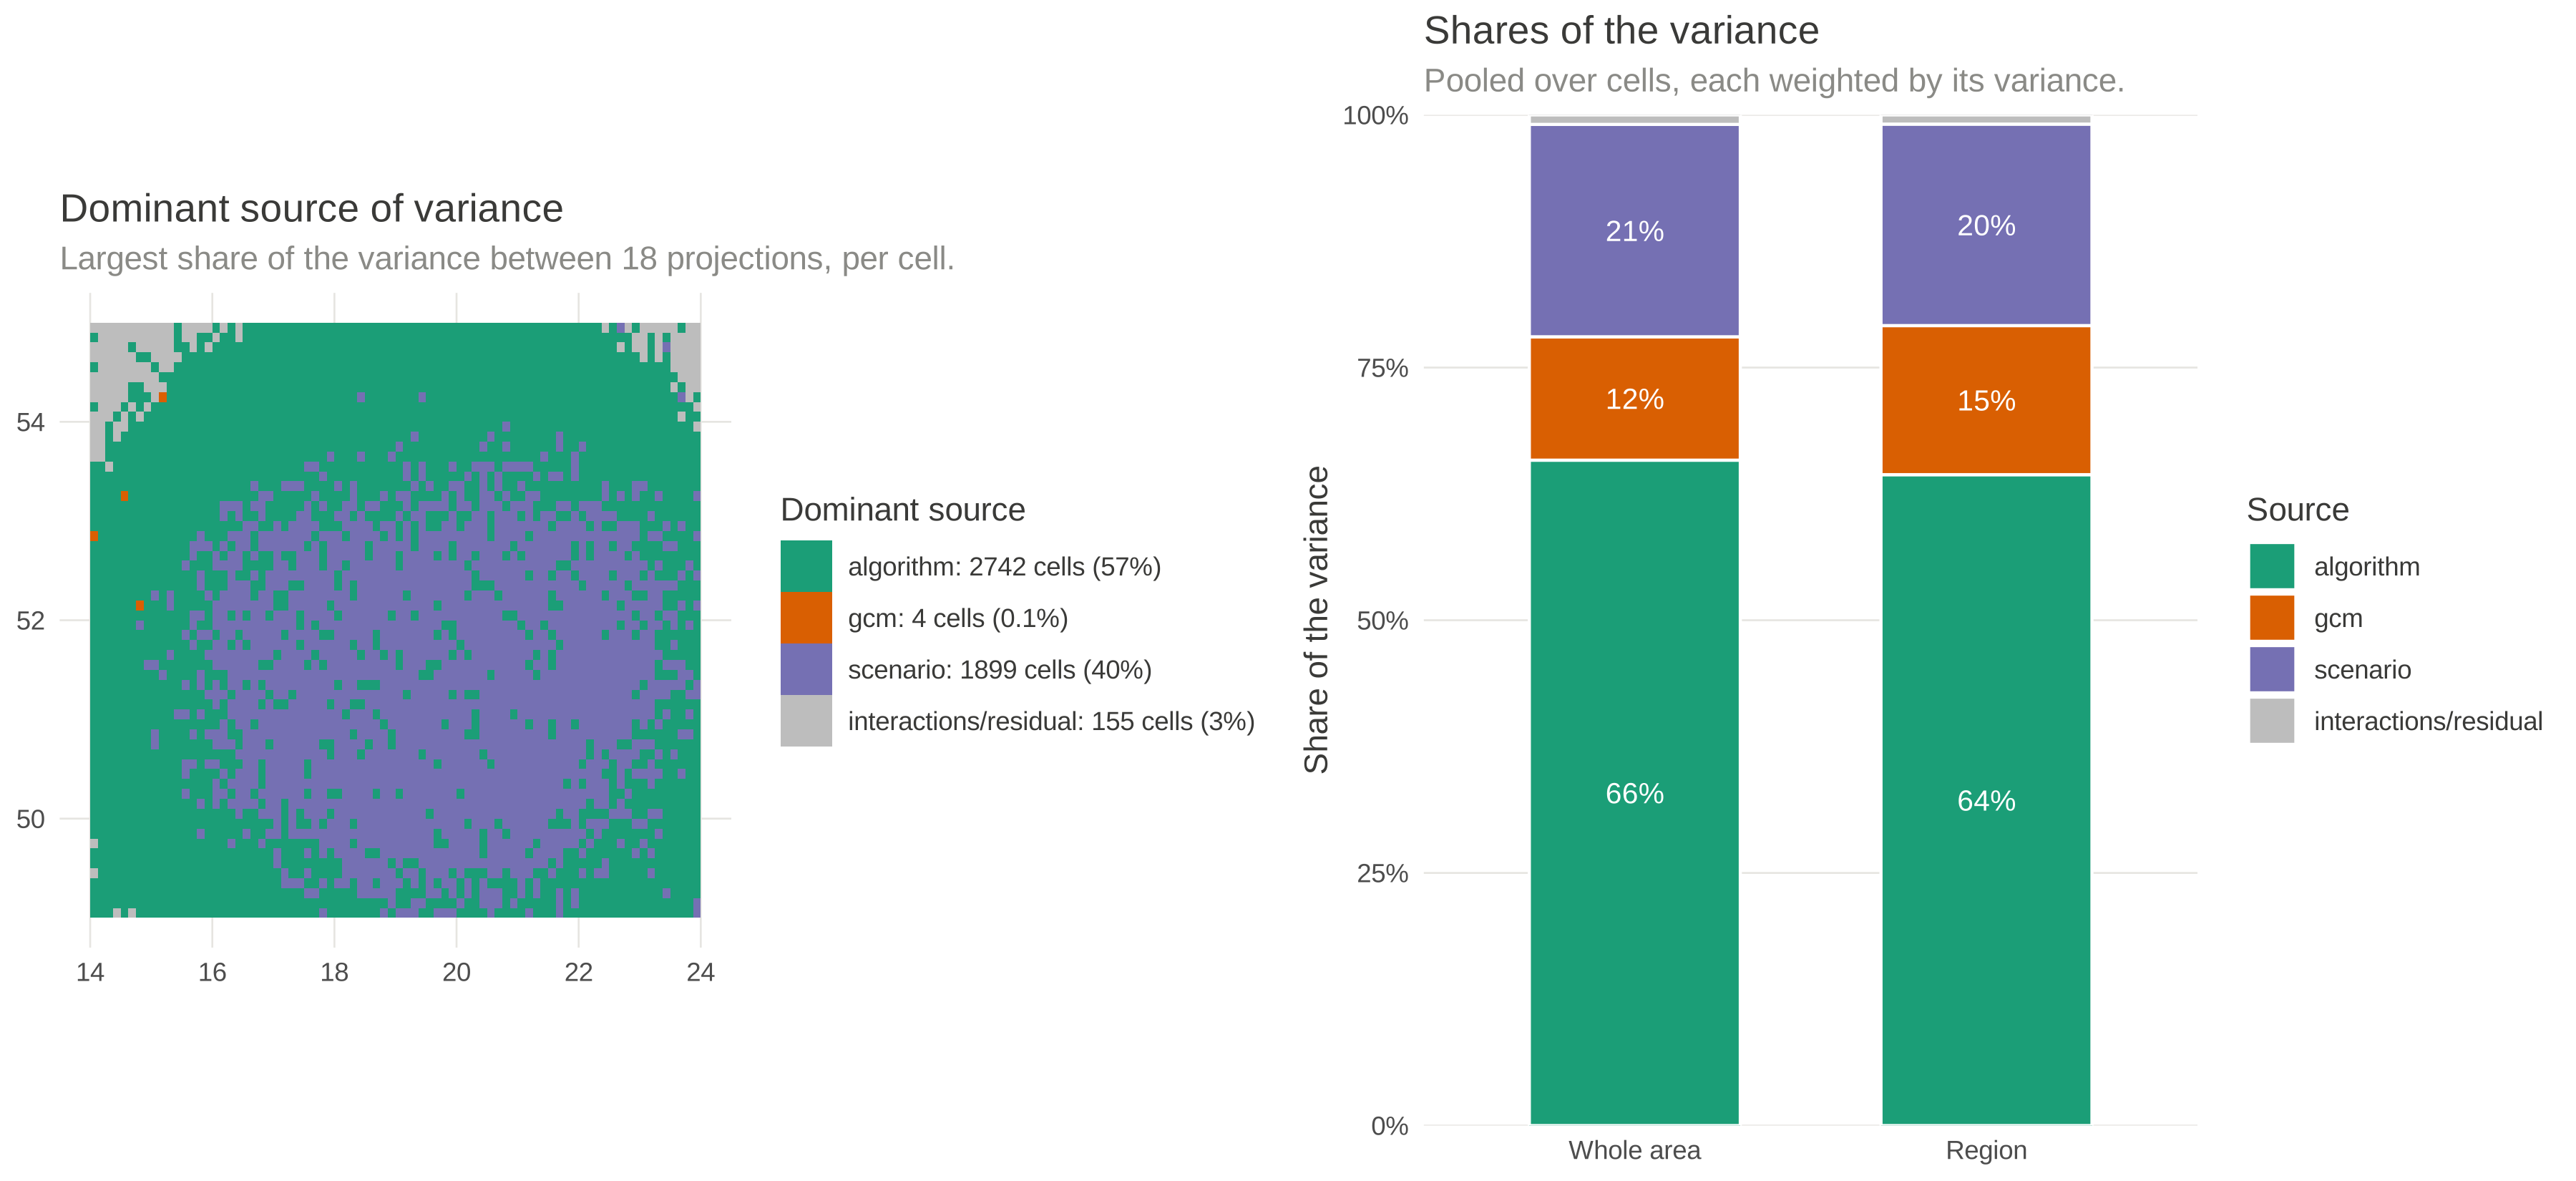 Dominant source of variance
Largest share of the variance between 18 projections, per cell.
54
52
50
14 16 18 20 22 24
Dominant source
algorithm: 2742 cells (57%)
gcm: 4 cells (0.1%)
scenario: 1899 cells (40%)
interactions/residual: 155 cells (3%)
Shares of the variance
Pooled over cells, each weighted by its variance.
Share of the variance
100%
75%
50%
25%
0%
21%
12%
66%
20%
15%
64%
Whole area Region
Source
algorithm
gcm
scenario
interactions/residual